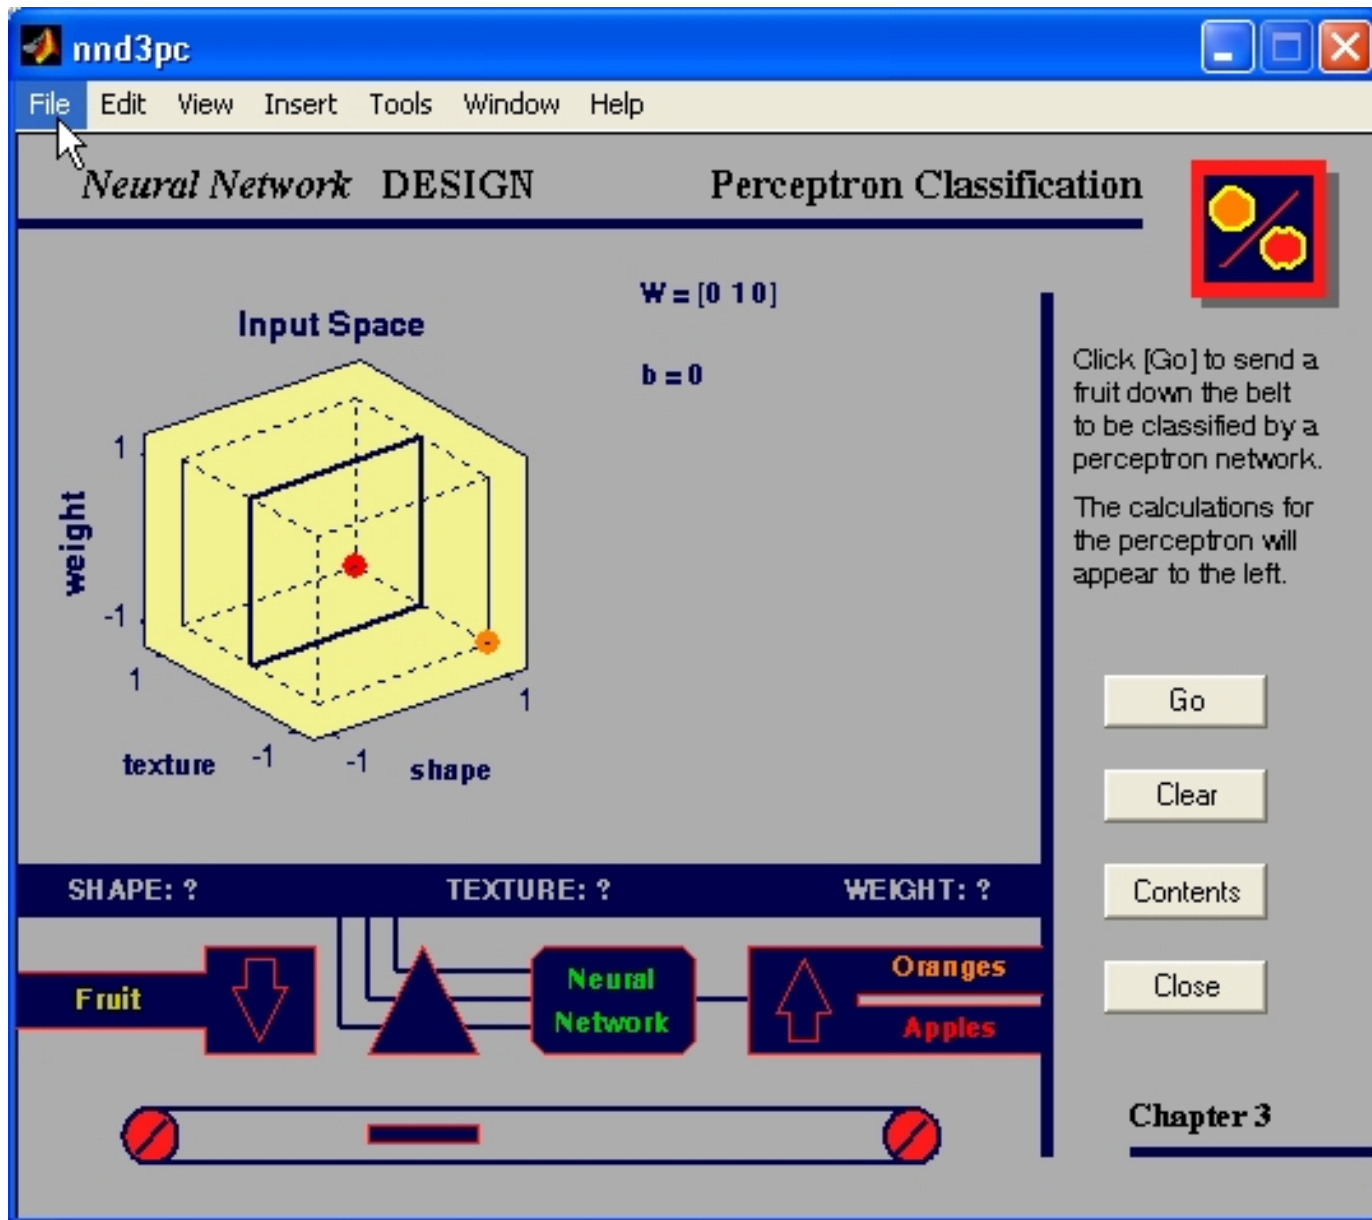 nnd3pc
File Edit View Insert Tools Window Help
Neural Network DESIGN
Perceptron Classification
W = [0 1 0]
b = 0
Input Space
1
weight
-1
1
texture
-1
-1
shape
1
Click [Go] to send a
fruit down the belt
to be classified by a
perceptron network.
The calculations for
the perceptron will
appear to the left.
Go
Clear
Contents
Close
SHAPE: ?
TEXTURE: ?
WEIGHT: ?
Fruit
Neural
Network
Oranges
Apples
Chapter 3